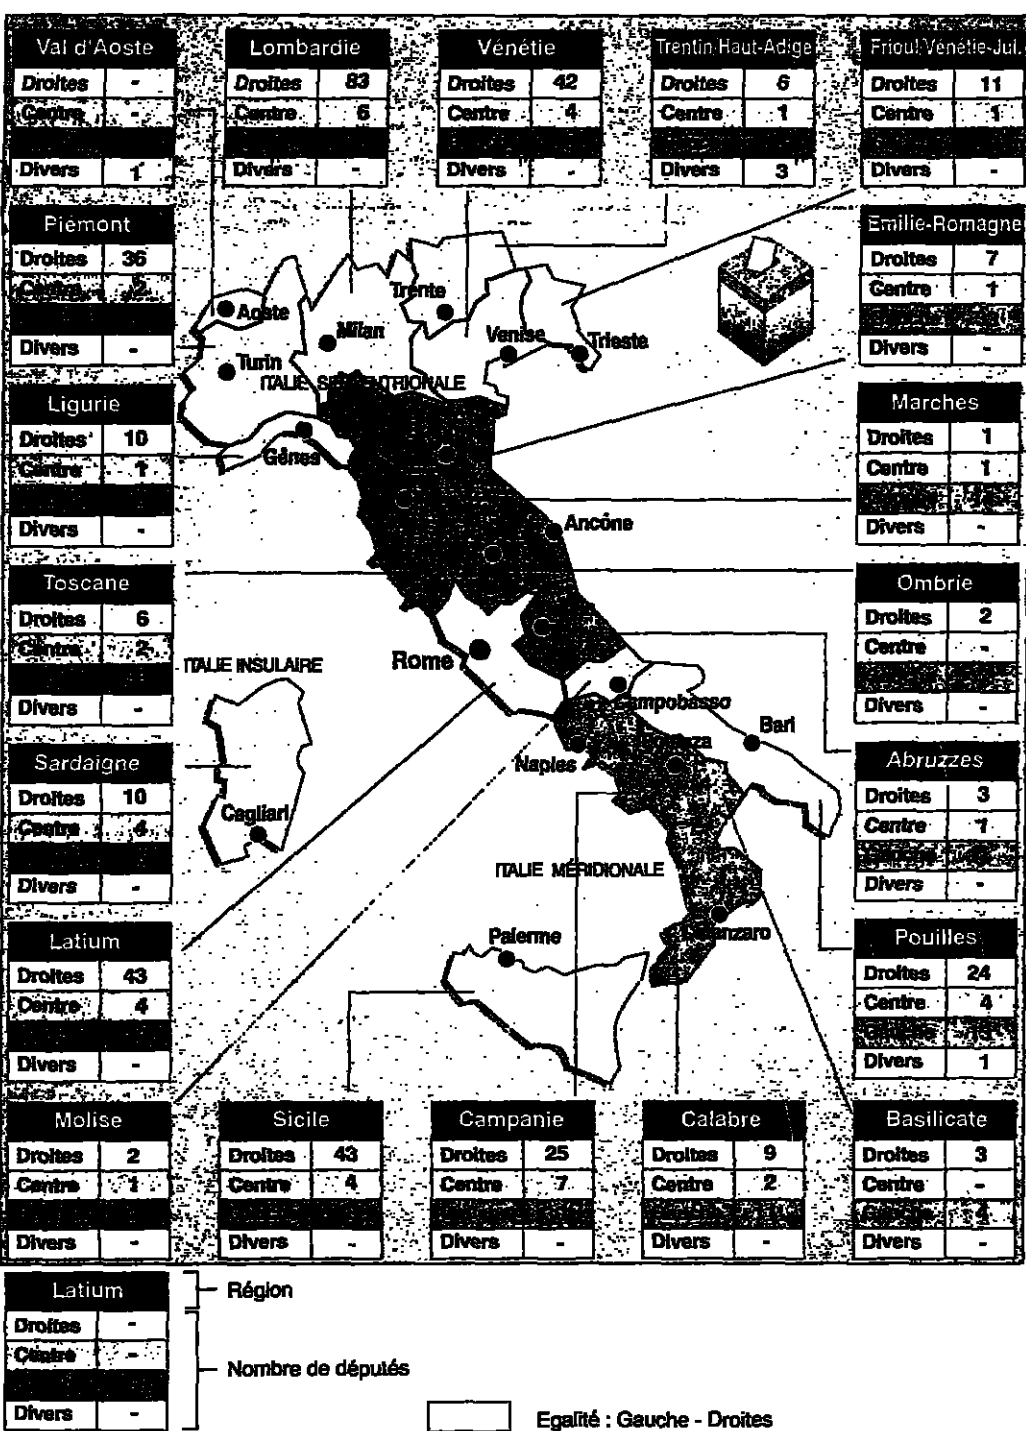 Val d'Aoste
Droites -
Centre -
Divers 1
Lombardie
Droites 83
Centre 6
Divers -
Vénétie
Droites 42
Centre 4
Divers -
Trentin Haut-Adige
Droites 6
Centre 1
Divers 3
Frioul Vénétie-Jul.
Droites 11
Centre 1
Divers -
Piémont
Droites 36
Centre 2
Divers -
Emilie-Romagne
Droites 7
Centre 1
Divers -
Ligurie
Droites 10
Centre 1
Divers -
Marches
Droites 1
Centre 1
Divers -
Toscane
Droites 6
Centre 2
Divers -
Ombrie
Droites 2
Centre -
Divers -
Sardaigne
Droites 10
Centre 4
Divers -
Abruzzes
Droites 3
Centre 1
Divers -
Latium
Droites 43
Centre 4
Divers -
Pouilles
Droites 24
Centre 4
Divers 1
Molise
Droites 2
Centre 1
Divers -
Sicile
Droites 43
Centre 4
Divers -
Campanie
Droites 25
Centre 7
Divers -
Calabre
Droites 9
Centre 2
Divers -
Basilicate
Droites 3
Centre -
Gauche 4
Divers -
Aoste
Trente
Milan
Venise
Trieste
Turin
ITALIE SEPTENTRIONALE
Gênes
Ancône
ITALIE INSULAIRE
Rome
Campobasso
Bari
Naples
Cagliari
ITALIE MÉRIDIONALE
Palerme
Latium
Droites -
Centre -
Divers -
Région
Nombre de députés
Egalité : Gauche - Droites